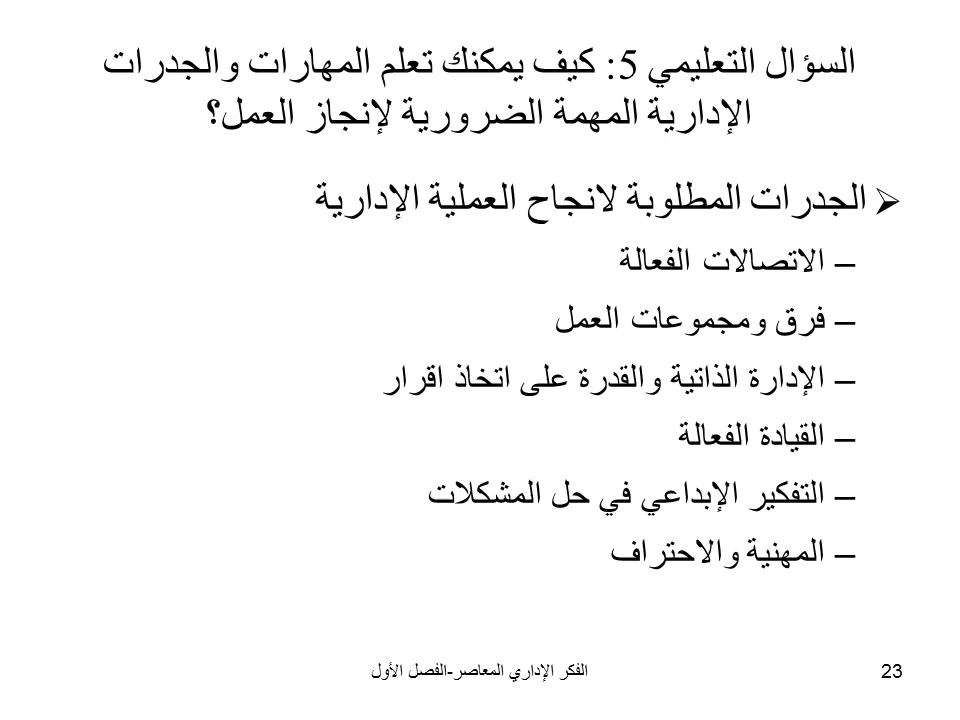 السؤال التعليمي 5: كيف يمكنك تعلم المهارات والجدرات
الإدارية المهمة الضرورية لإنجاز العمل؟
الجدرات المطلوبة لانجاح العملية الإدارية
– الاتصالات الفعالة
– فرق ومجموعات العمل
– الإدارة الذاتية والقدرة على اتخاذ اقرار
– القيادة الفعالة
– التفكير الإبداعي في حل المشكلات
– المهنية والاحتراف
الفكر الإداري المعاصر-الفصل الأول
23